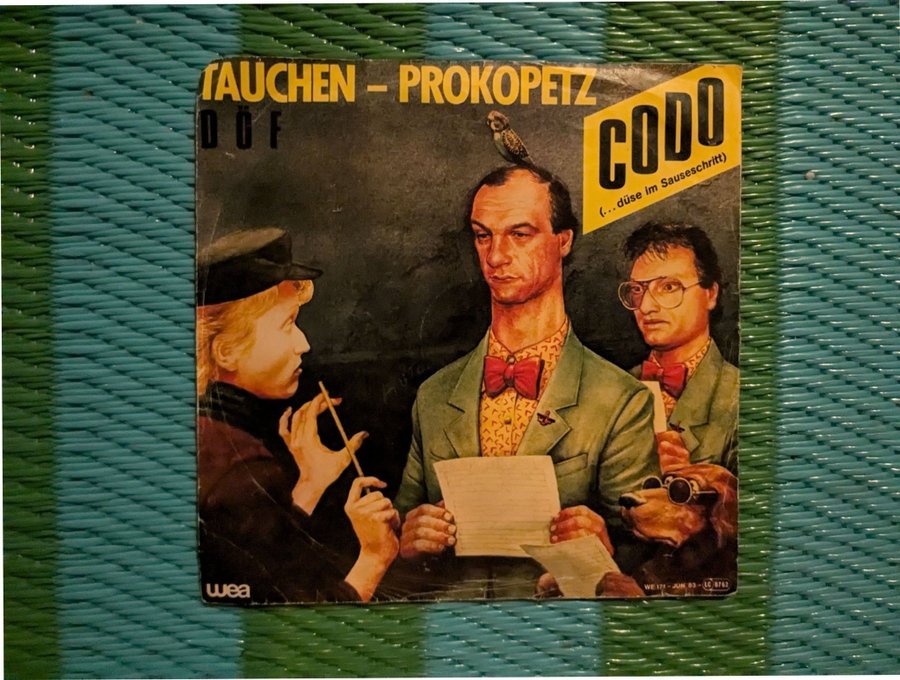 TAUCHEN – PROKOPETZ
DÖF
CODO
(...düse im Sauseschritt)
wea
WE 171 - JUN 83 - LC 8762